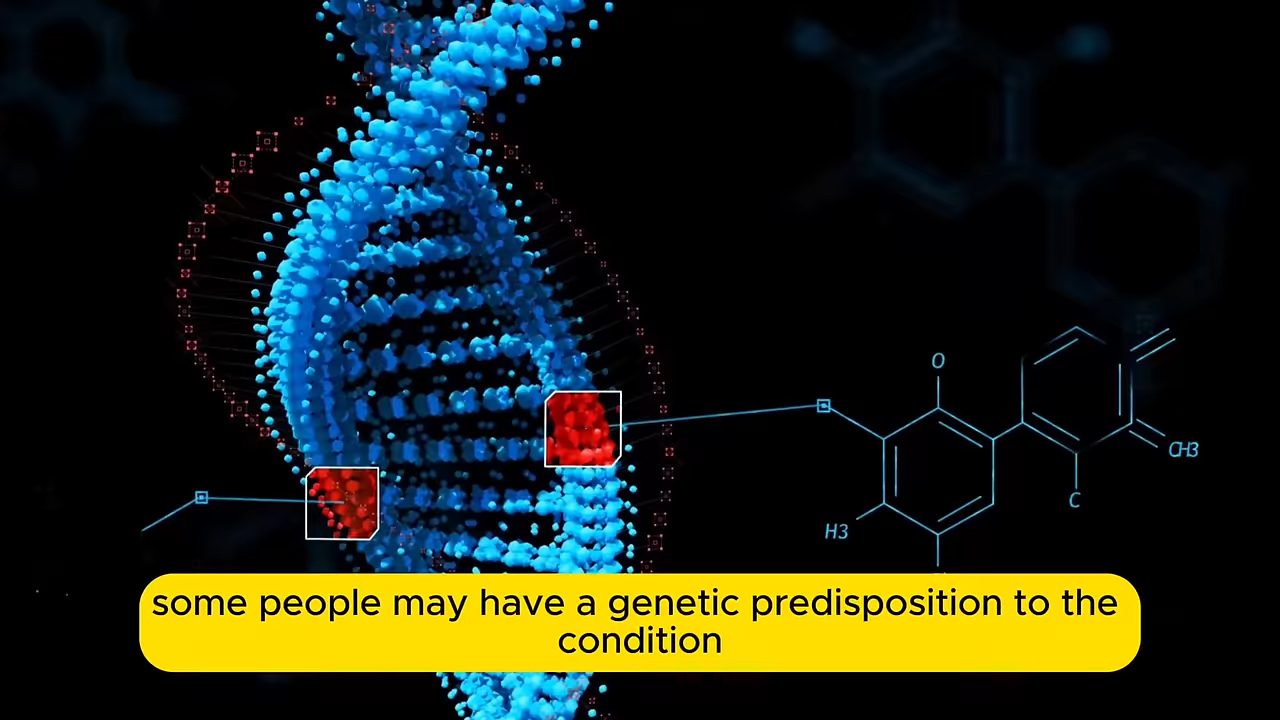 O
CH3
C
H3
some people may have a genetic predisposition to the
condition